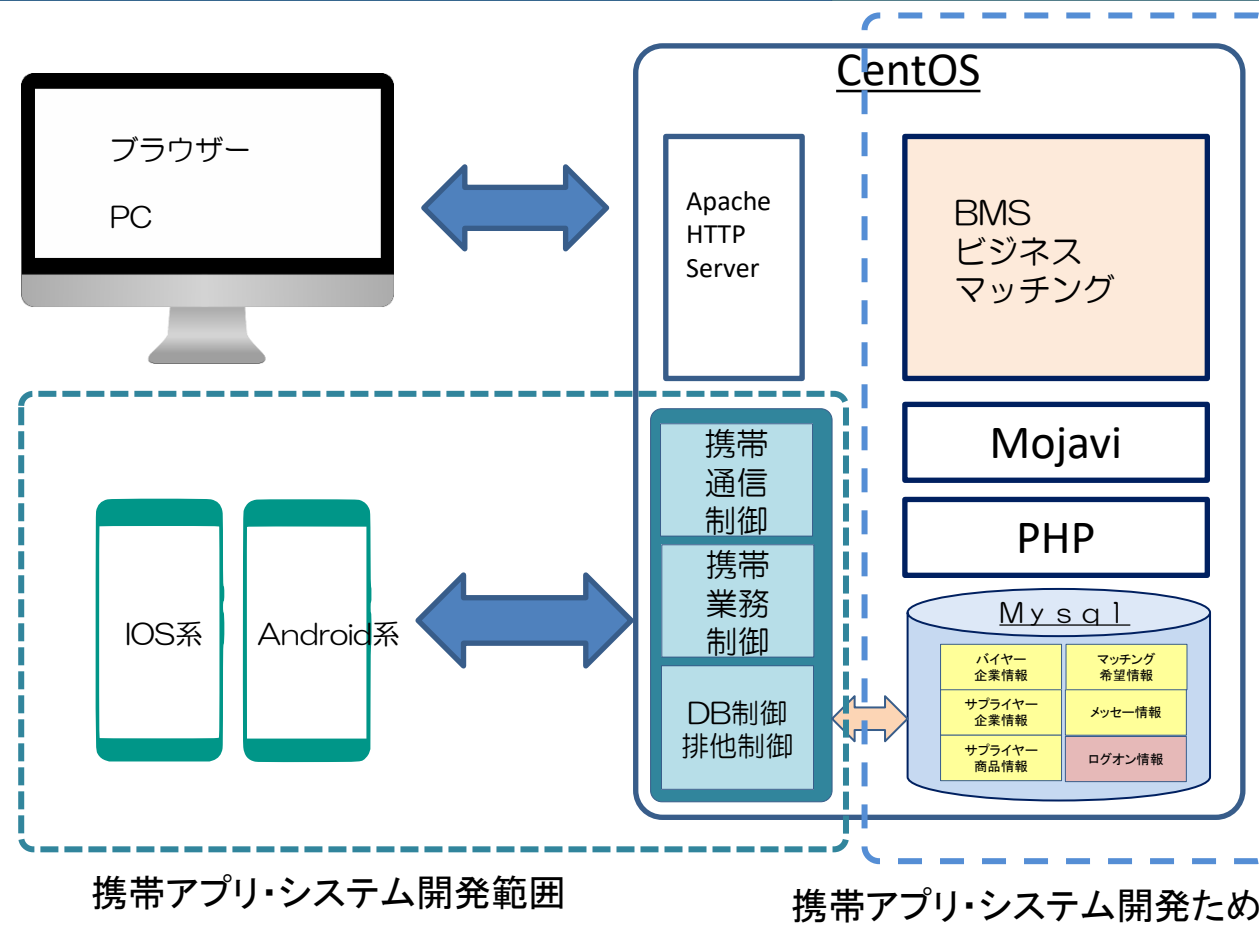 CentOS
ブラウザー
PC
Apache
HTTP
Server
BMS
ビジネス
マッチング
Mojavi
PHP
携帯
通信
制御
携帯
業務
制御
DB制御
排他制御
IOS系
Android系
Mysql
バイヤー
企業情報
マッチング
希望情報
サプライヤー
企業情報
メッセー情報
サプライヤー
商品情報
ログオン情報
携帯アプリ・システム開発範囲
携帯アプリ・システム開発ため